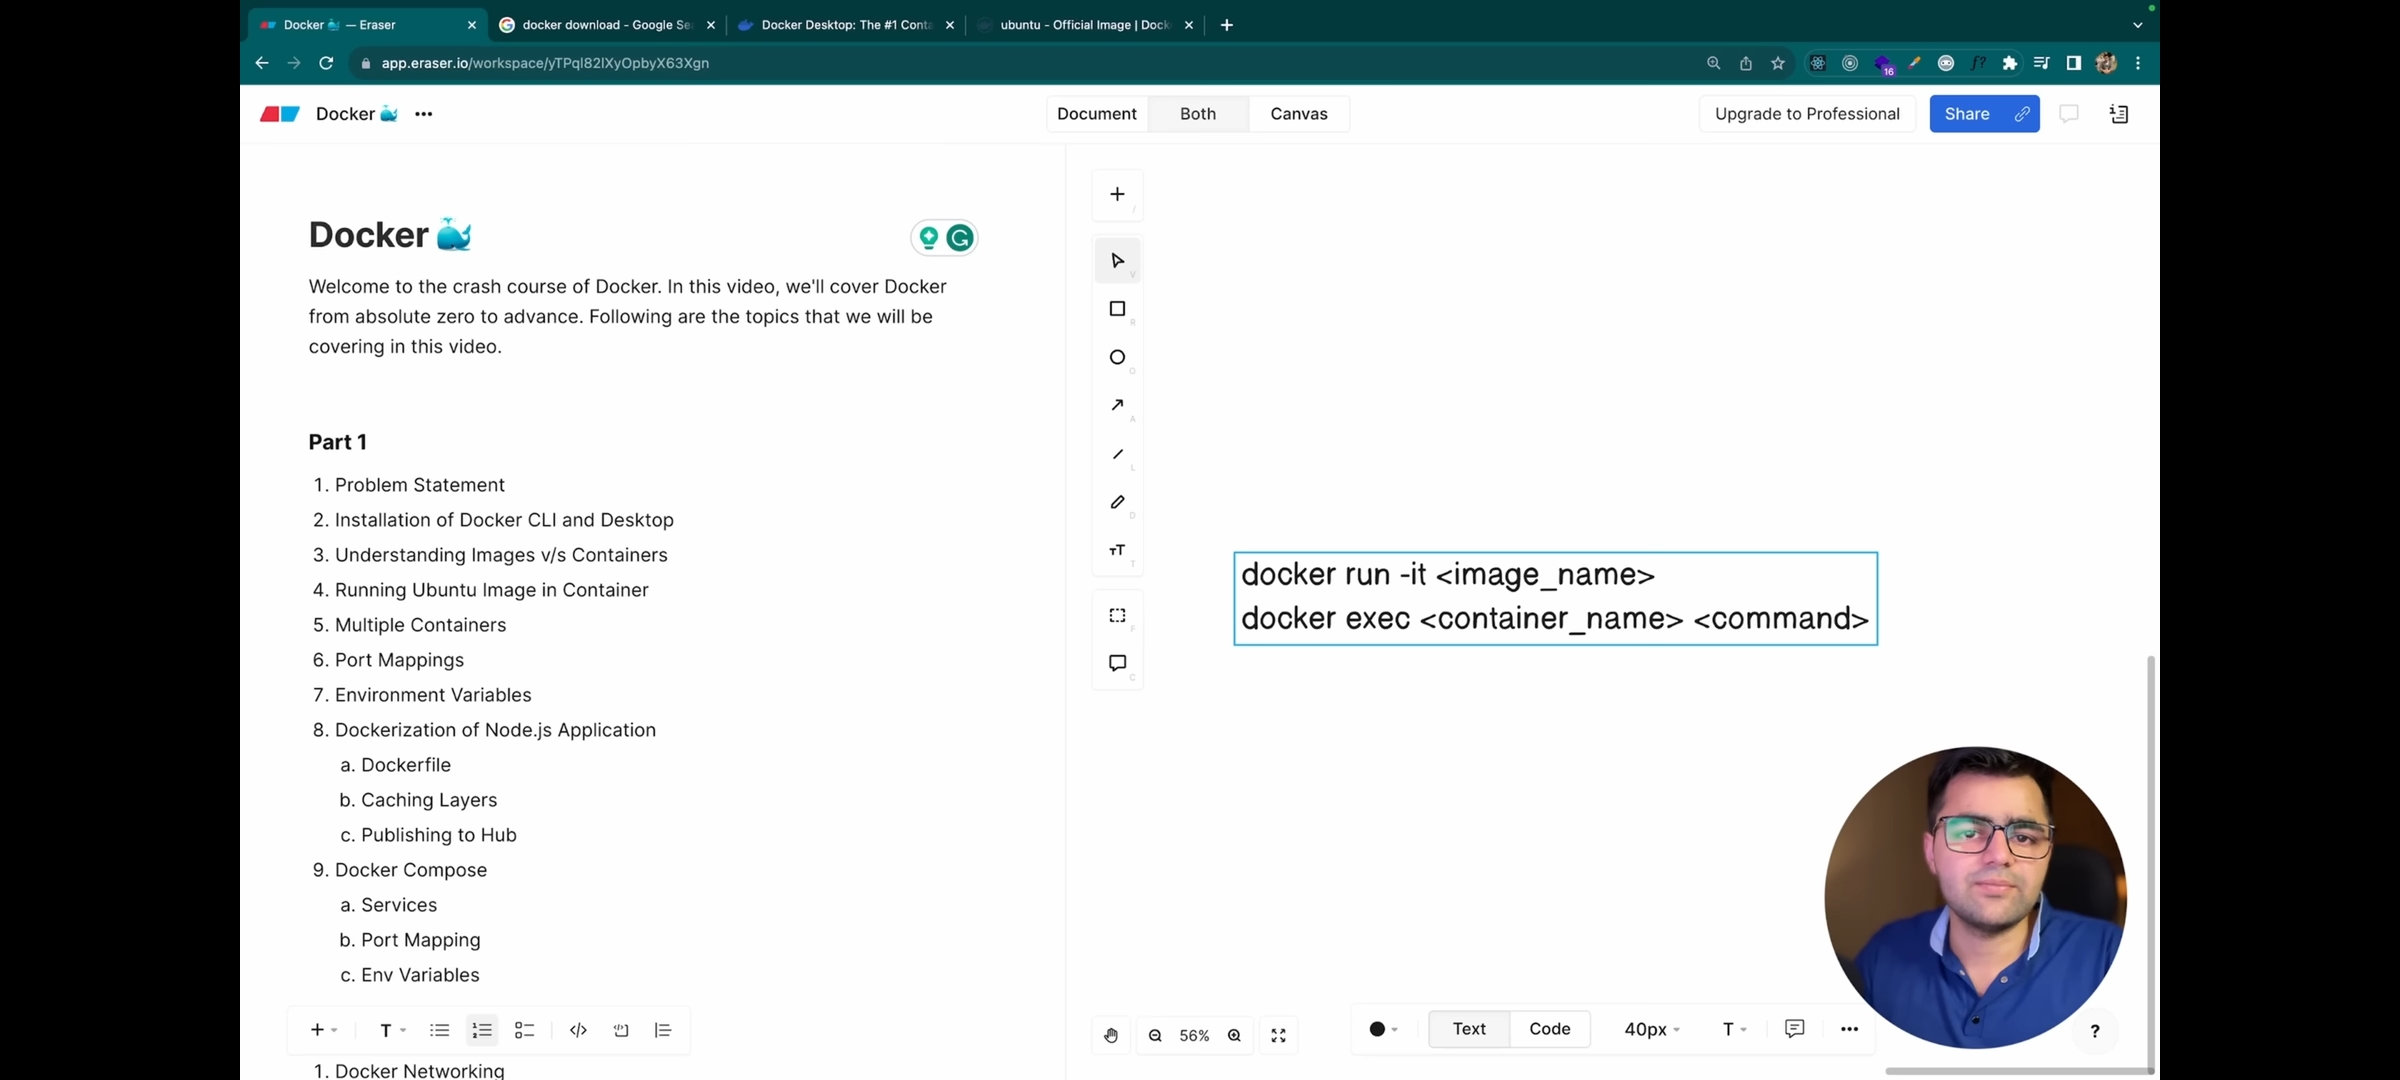 Docker 🐳 — Eraser
docker download - Google Se
Docker Desktop: The #1 Conta
ubuntu - Official Image | Dock
app.eraser.io/workspace/yTPql82lXyOpbyX63Xgn
16
f?
Docker 🐳
Document
Both
Canvas
Upgrade to Professional
Share
Docker 🐳
Welcome to the crash course of Docker. In this video, we'll cover Docker
from absolute zero to advance. Following are the topics that we will be
covering in this video.
Part 1
1. Problem Statement
2. Installation of Docker CLI and Desktop
3. Understanding Images v/s Containers
4. Running Ubuntu Image in Container
5. Multiple Containers
6. Port Mappings
7. Environment Variables
8. Dockerization of Node.js Application
a. Dockerfile
b. Caching Layers
c. Publishing to Hub
9. Docker Compose
a. Services
b. Port Mapping
c. Env Variables
1. Docker Networking
/
V
R
O
A
L
D
T
F
C
docker run -it <image_name>
docker exec <container_name> <command>
56%
Text
Code
40px
T
?